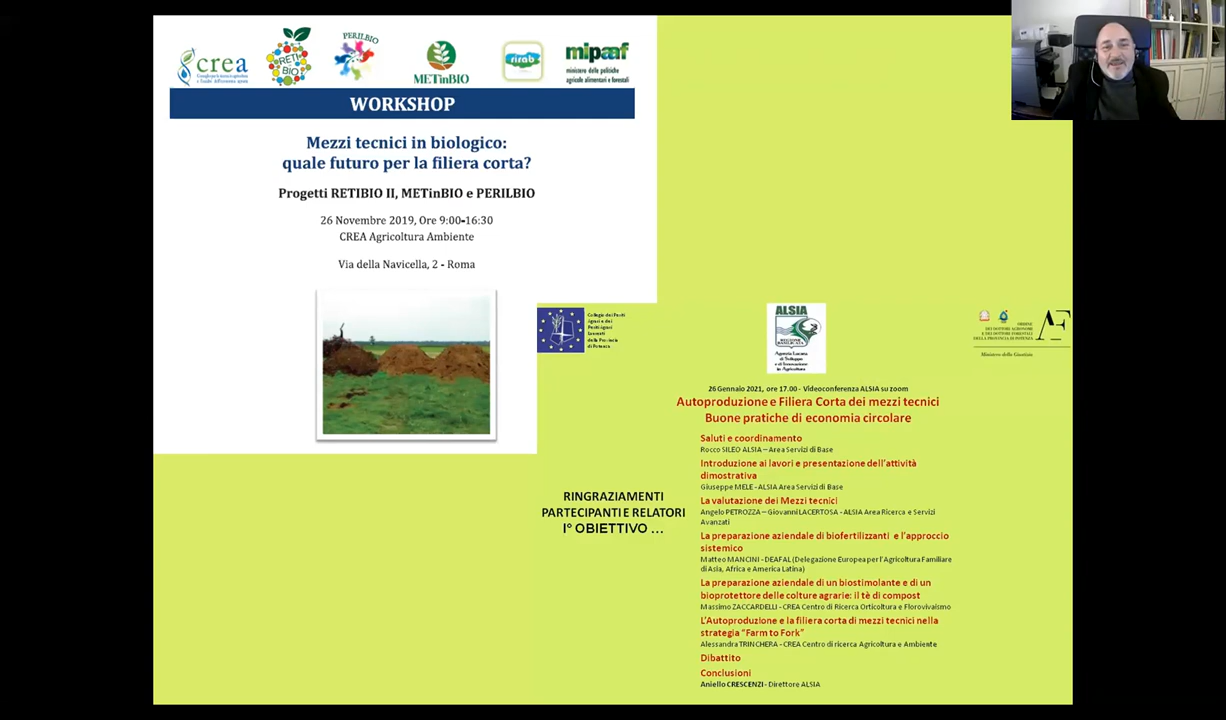 crea
RETI
BIO
PERILBIO
METinBIO
rirab
mipaaf
ministero delle politiche
agricole alimentari e forestali
WORKSHOP
Mezzi tecnici in biologico:
quale futuro per la filiera corta?
Progetti RETIBIO II, METinBIO e PERILBIO
26 Novembre 2019, Ore 9:00-16:30
CREA Agricoltura Ambiente
Via della Navicella, 2 - Roma
Collegio dei Periti
Agrari e dei
Periti Agrari
Laureati
della Provincia
di Potenza
ALSIA
REGIONE
BASILICATA
Agenzia Lucana
di Sviluppo
e di Innovazione
in Agricoltura
ORDINE
DEI DOTTORI AGRONOMI
E DEI DOTTORI FORESTALI
DELLA PROVINCIA DI POTENZA
Ministero della Giustizia
26 Gennaio 2021, ore 17.00 - Videoconferenza ALSIA su zoom
Autoproduzione e Filiera Corta dei mezzi tecnici
Buone pratiche di economia circolare
Saluti e coordinamento
Rocco SILEO ALSIA – Area Servizi di Base
Introduzione ai lavori e presentazione dell'attività
dimostrativa
Giuseppe MELE - ALSIA Area Servizi di Base
La valutazione dei Mezzi tecnici
Angelo PETROZZA – Giovanni LACERTOSA - ALSIA Area Ricerca e Servizi
Avanzati
La preparazione aziendale di biofertilizzanti e l'approccio
sistemico
Matteo MANCINI - DEAFAL (Delegazione Europea per l'Agricoltura Familiare
di Asia, Africa e America Latina)
La preparazione aziendale di un biostimolante e di un
bioprotettore delle colture agrarie: il tè di compost
Massimo ZACCARDELLI - CREA Centro di Ricerca Orticoltura e Florovivaismo
L'Autoproduzione e la filiera corta di mezzi tecnici nella
strategia "Farm to Fork"
Alessandra TRINCHERA - CREA Centro di ricerca Agricoltura e Ambiente
Dibattito
Conclusioni
Aniello CRESCENZI - Direttore ALSIA
RINGRAZIAMENTI
PARTECIPANTI E RELATORI
I° OBIETTIVO ...